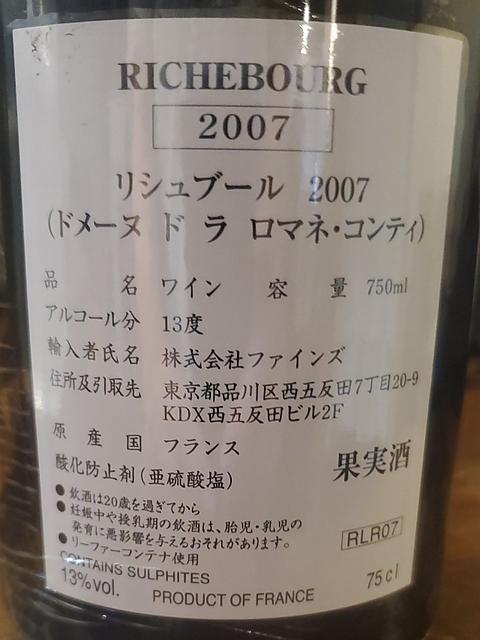 RICHEBOURG
2007
リシュブール 2007
(ドメーヌ ド ラ ロマネ・コンティ)
品 名 ワイン 容 量 750ml
アルコール分 13度
輸入者氏名 株式会社ファインズ
住所及引取先 東京都品川区西五反田7丁目20-9
KDX西五反田ビル2F
原 産 国 フランス
酸化防止剤(亜硫酸塩)
果実酒
●飲酒は20歳を過ぎてから
●妊娠中や授乳期の飲酒は、胎児・乳児の
発育に悪影響を与えるおそれがあります。
●リーファーコンテナ使用
RLR07
CONTAINS SULPHITES
13%vol. PRODUCT OF FRANCE 75cl